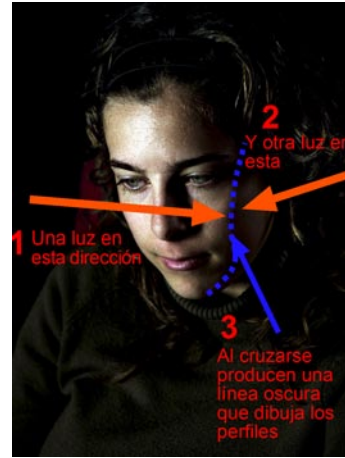 1
Una luz en
esta dirección
2
Y otra luz en
esta
3
Al cruzarse
producen una
línea oscura
que dibuja los
perfiles